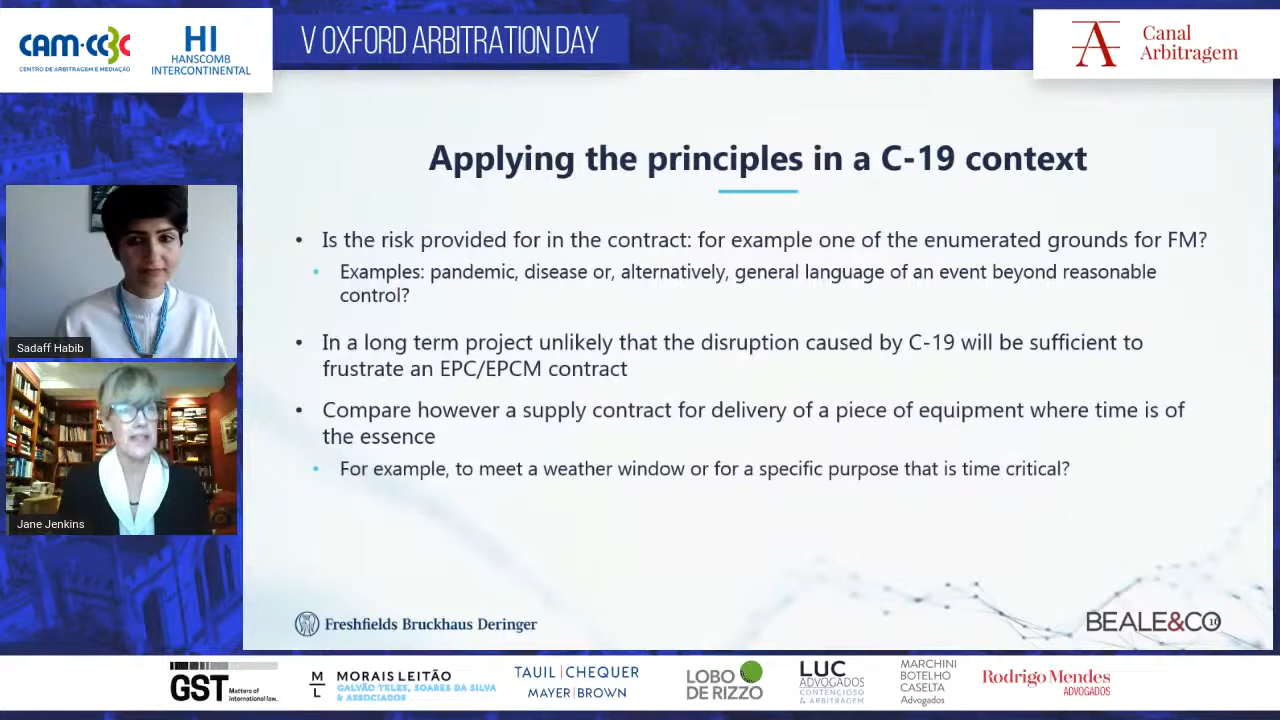 CAM-CCBC
CENTRO DE ARBITRAGEM E MEDIAÇÃO
HI
HANSCOMB
INTERCONTINENTAL
V OXFORD ARBITRATION DAY
A
Canal
Arbitragem
Applying the principles in a C-19 context
• Is the risk provided for in the contract: for example one of the enumerated grounds for FM?
• Examples: pandemic, disease or, alternatively, general language of an event beyond reasonable
control?
• In a long term project unlikely that the disruption caused by C-19 will be sufficient to
frustrate an EPC/EPCM contract
• Compare however a supply contract for delivery of a piece of equipment where time is of
the essence
• For example, to meet a weather window or for a specific purpose that is time critical?
Sadaff Habib
Jane Jenkins
Freshfields Bruckhaus Deringer
BEALE&CO
10
GST
Matters of
international law.
M
L
MORAIS LEITÃO
GALVÃO TELES, SOARES DA SILVA
& ASSOCIADOS
TAUIL | CHEQUER
MAYER | BROWN
LOBO
DE RIZZO
LUC
ADVOGADOS
CONTENCIOSO
& ARBITRAGEM
MARCHINI
BOTELHO
CASELTA
Advogados
Rodrigo Mendes
ADVOGADOS